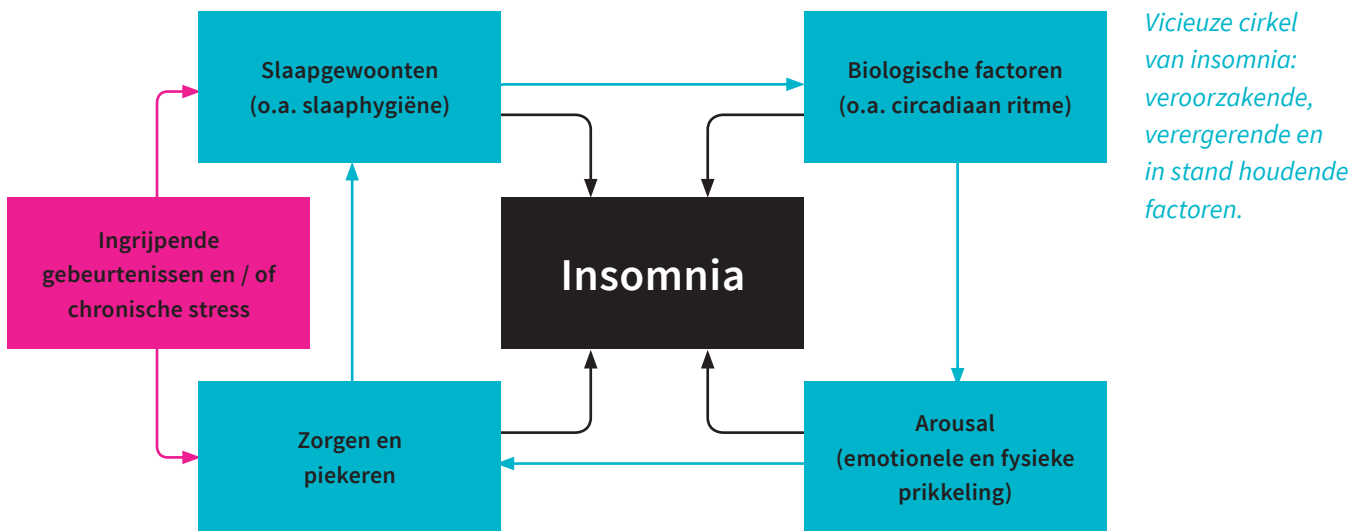 Slaapgewoonten
(o.a. slaaphygiëne)
Biologische factoren
(o.a. circadiaan ritme)
Vicieuze cirkel
van insomnia:
veroorzakende,
verergerende en
in stand houdende
factoren.
Ingrijpende
gebeurtenissen en / of
chronische stress
Insomnia
Zorgen en
piekeren
Arousal
(emotionele en fysieke
prikkeling)